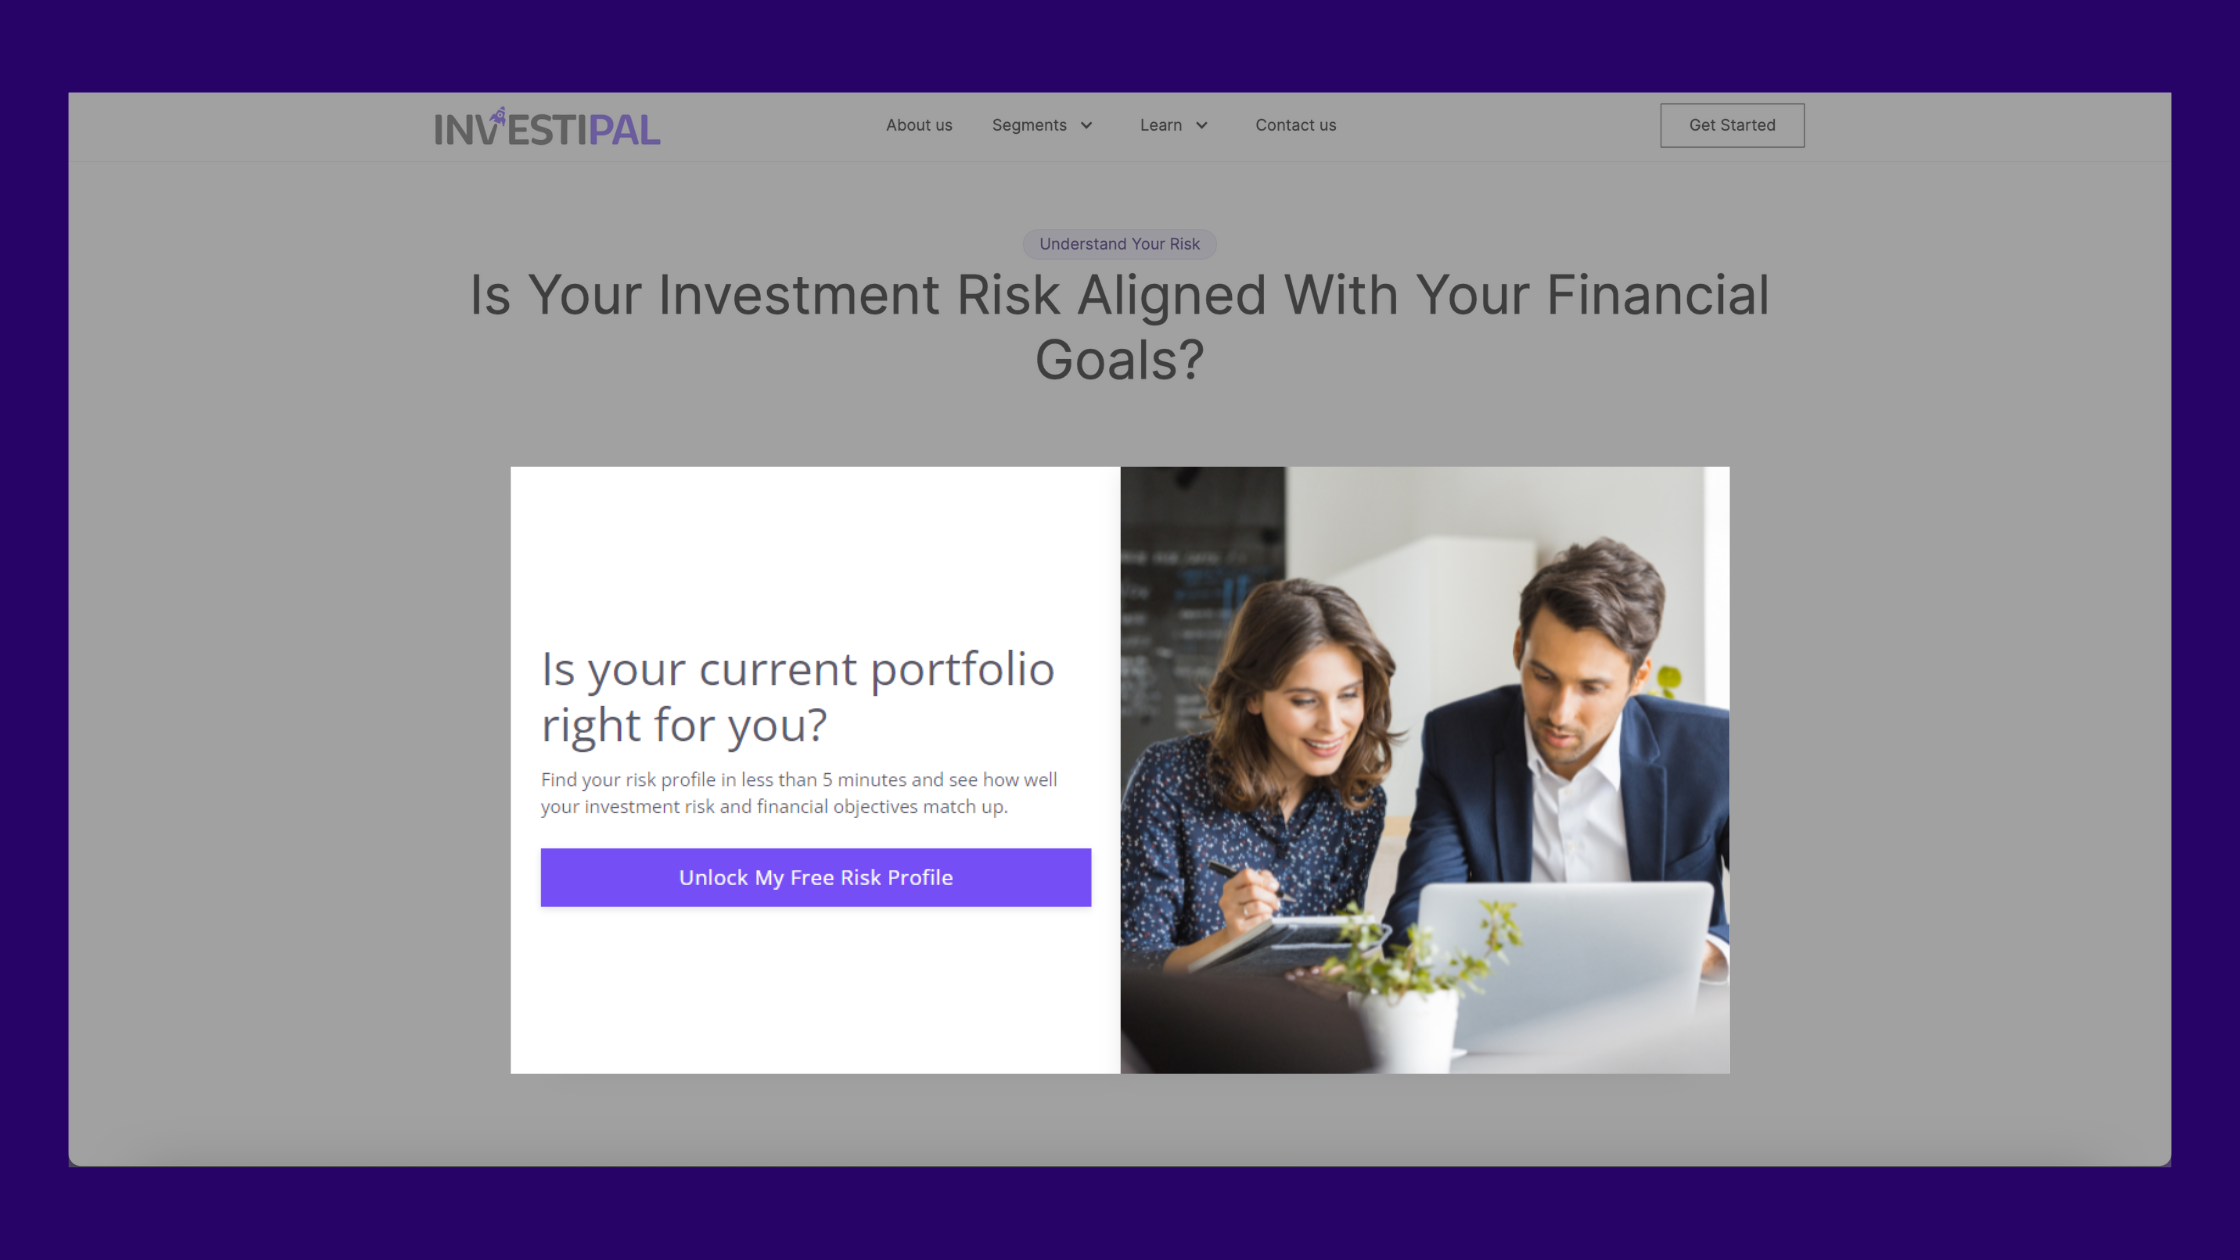 INVESTIPAL
About us
Segments
Learn
Contact us
Get Started
Understand Your Risk
Is Your Investment Risk Aligned With Your Financial
Goals?
Is your current portfolio
right for you?
Find your risk profile in less than 5 minutes and see how well
your investment risk and financial objectives match up.
Unlock My Free Risk Profile